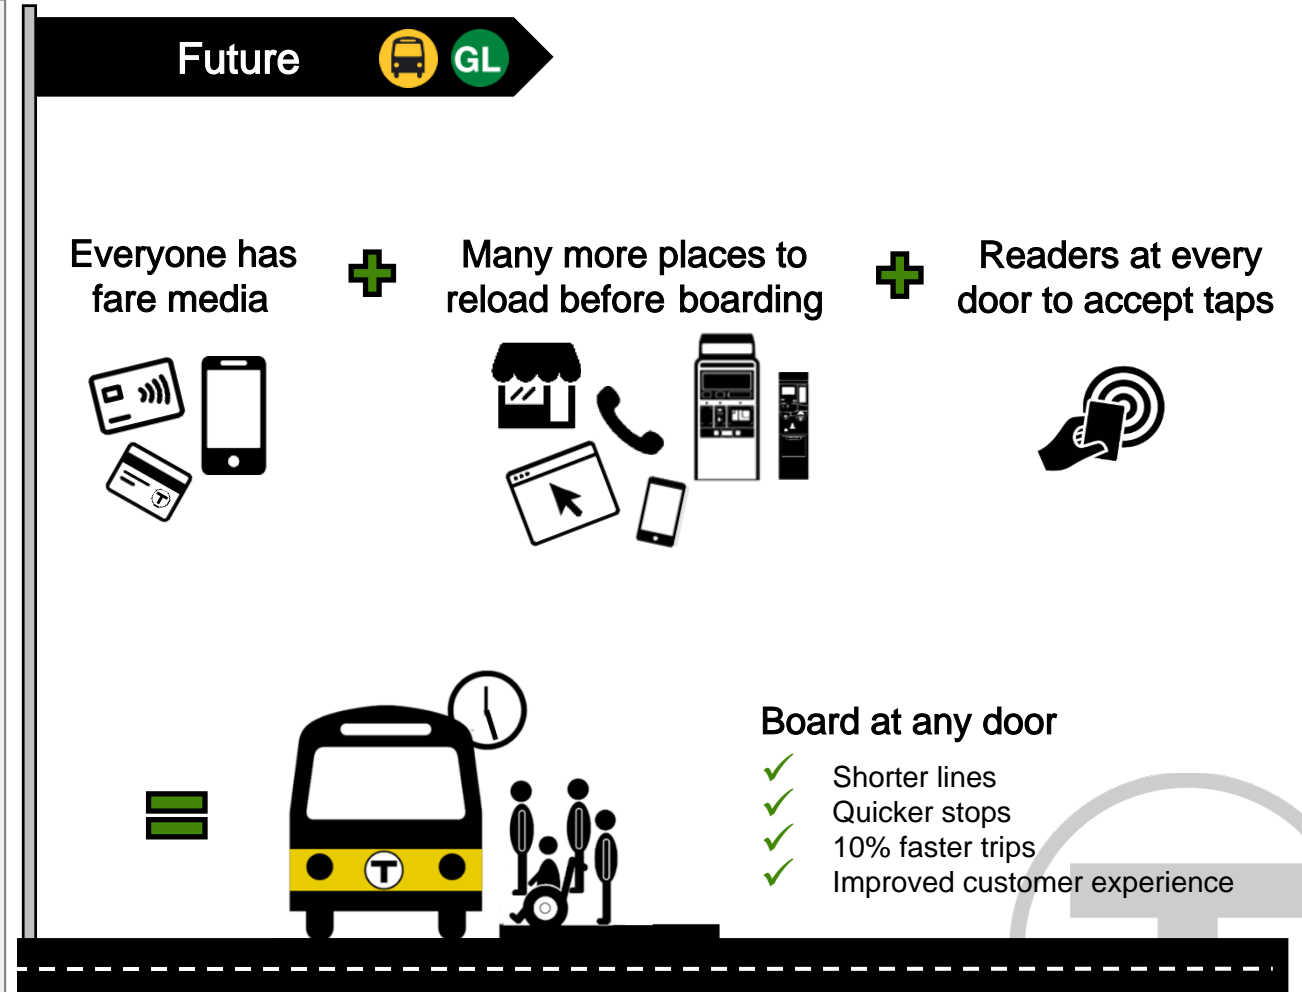 Future
GL
Everyone has
fare media
Many more places to
reload before boarding
Readers at every
door to accept taps
T
T
Board at any door
Shorter lines
Quicker stops
10% faster trips
Improved customer experience
T